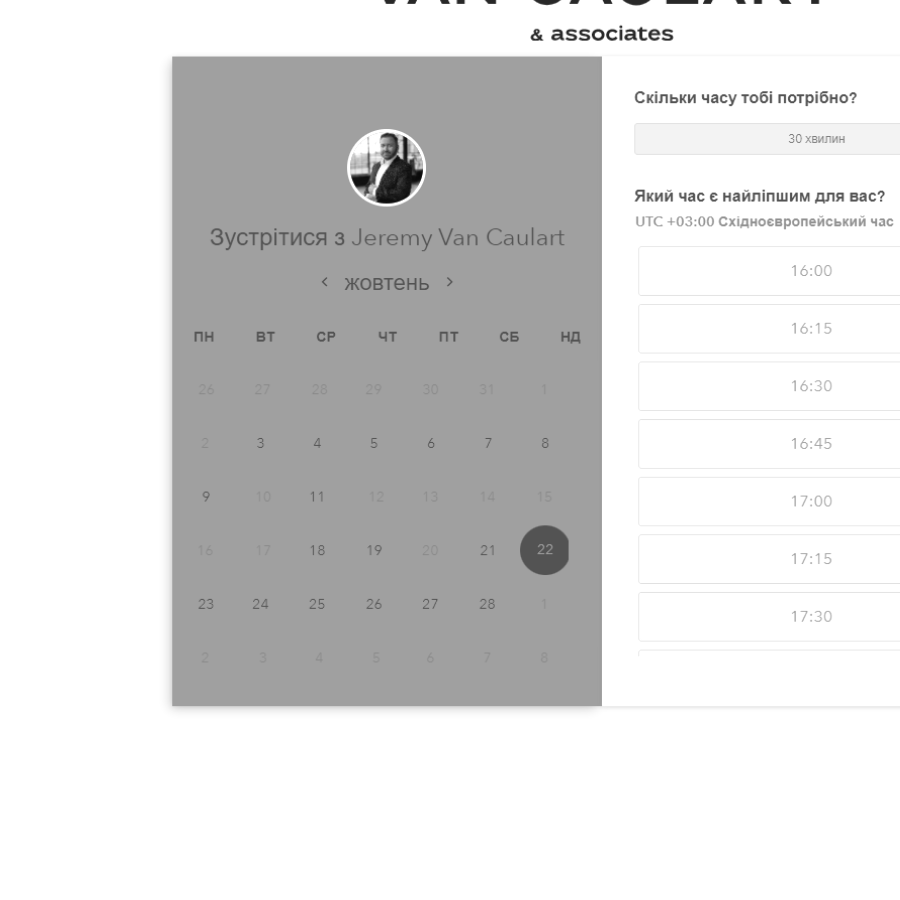 & associates
Зустрітися з Jeremy Van Caulart
‹ жовтень ›
ПН ВТ СР ЧТ ПТ СБ НД
26 27 28 29 30 31 1
2 3 4 5 6 7 8
9 10 11 12 13 14 15
16 17 18 19 20 21 22
23 24 25 26 27 28 1
2 3 4 5 6 7 8
Скільки часу тобі потрібно?
30 хвилин
Який час є найліпшим для вас?
UTC +03:00 Східноєвропейський час
16:00
16:15
16:30
16:45
17:00
17:15
17:30